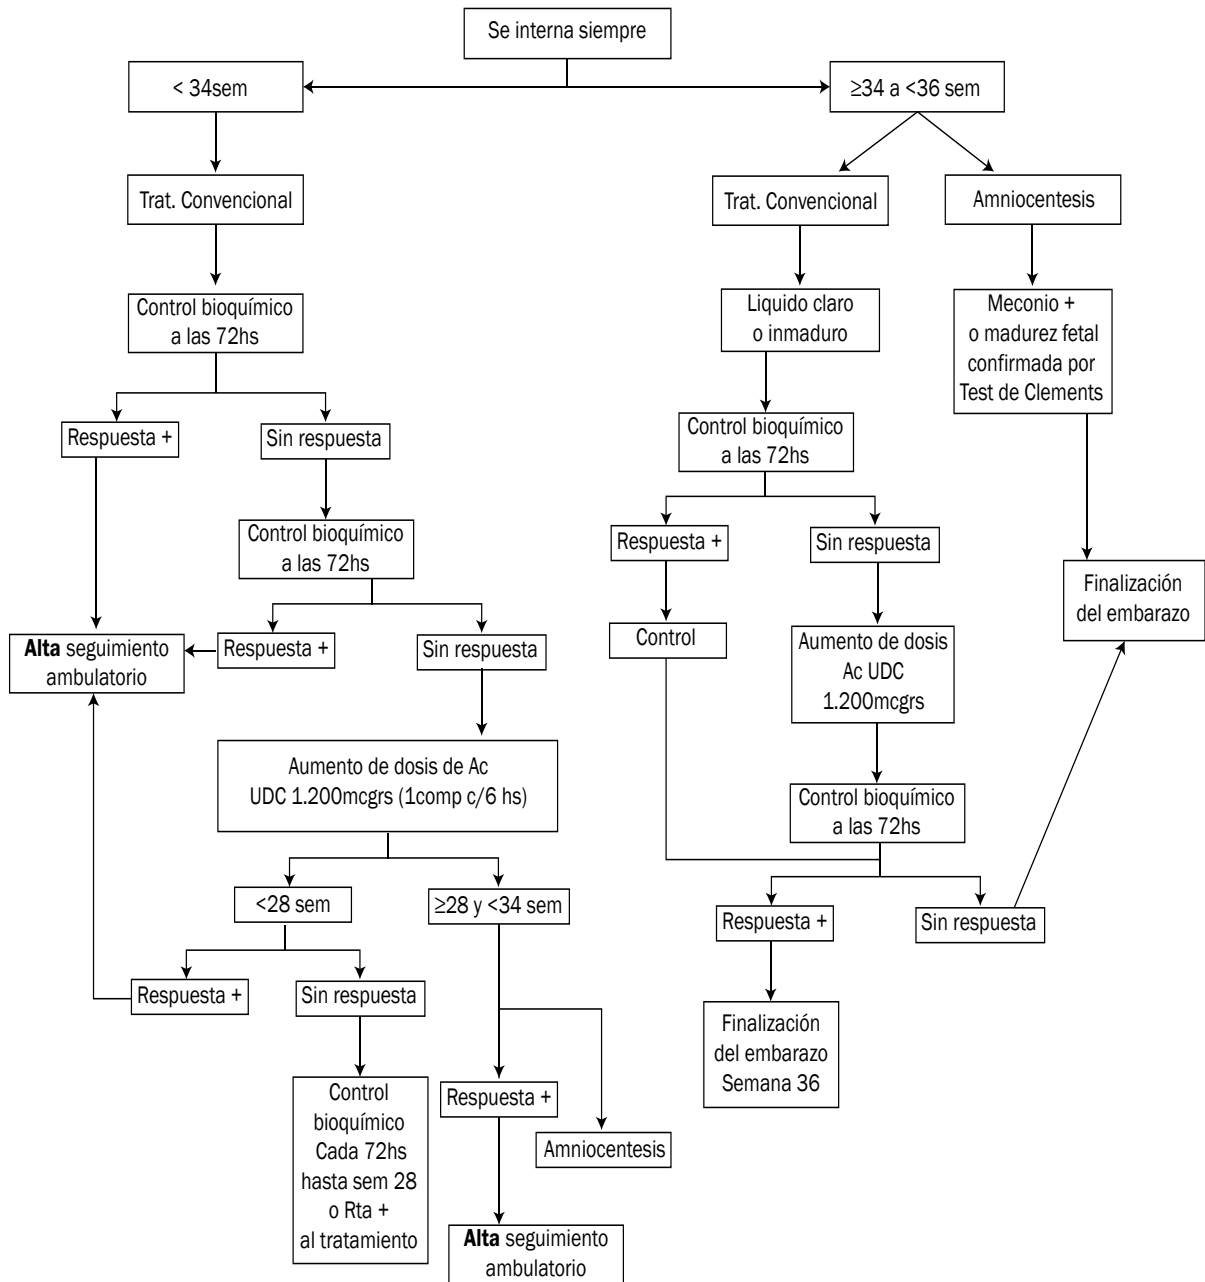 Se interna siempre
< 34sem
≥34 a <36 sem
Trat. Convencional
Trat. Convencional
Amniocentesis
Control bioquímico
a las 72hs
Liquido claro
o inmaduro
Meconio +
o madurez fetal
confirmada por
Test de Clements
Respuesta +
Sin respuesta
Control bioquímico
a las 72hs
Control bioquímico
a las 72hs
Respuesta +
Sin respuesta
Finalización
del embarazo
Alta seguimiento
ambulatorio
Respuesta +
Sin respuesta
Control
Aumento de dosis
Ac UDC
1.200mcgrs
Aumento de dosis de Ac
UDC 1.200mcgrs (1comp c/6 hs)
Control bioquímico
a las 72hs
<28 sem
≥28 y <34 sem
Respuesta +
Sin respuesta
Respuesta +
Sin respuesta
Finalización
del embarazo
Semana 36
Control
bioquímico
Cada 72hs
hasta sem 28
o Rta +
al tratamiento
Respuesta +
Amniocentesis
Alta seguimiento
ambulatorio